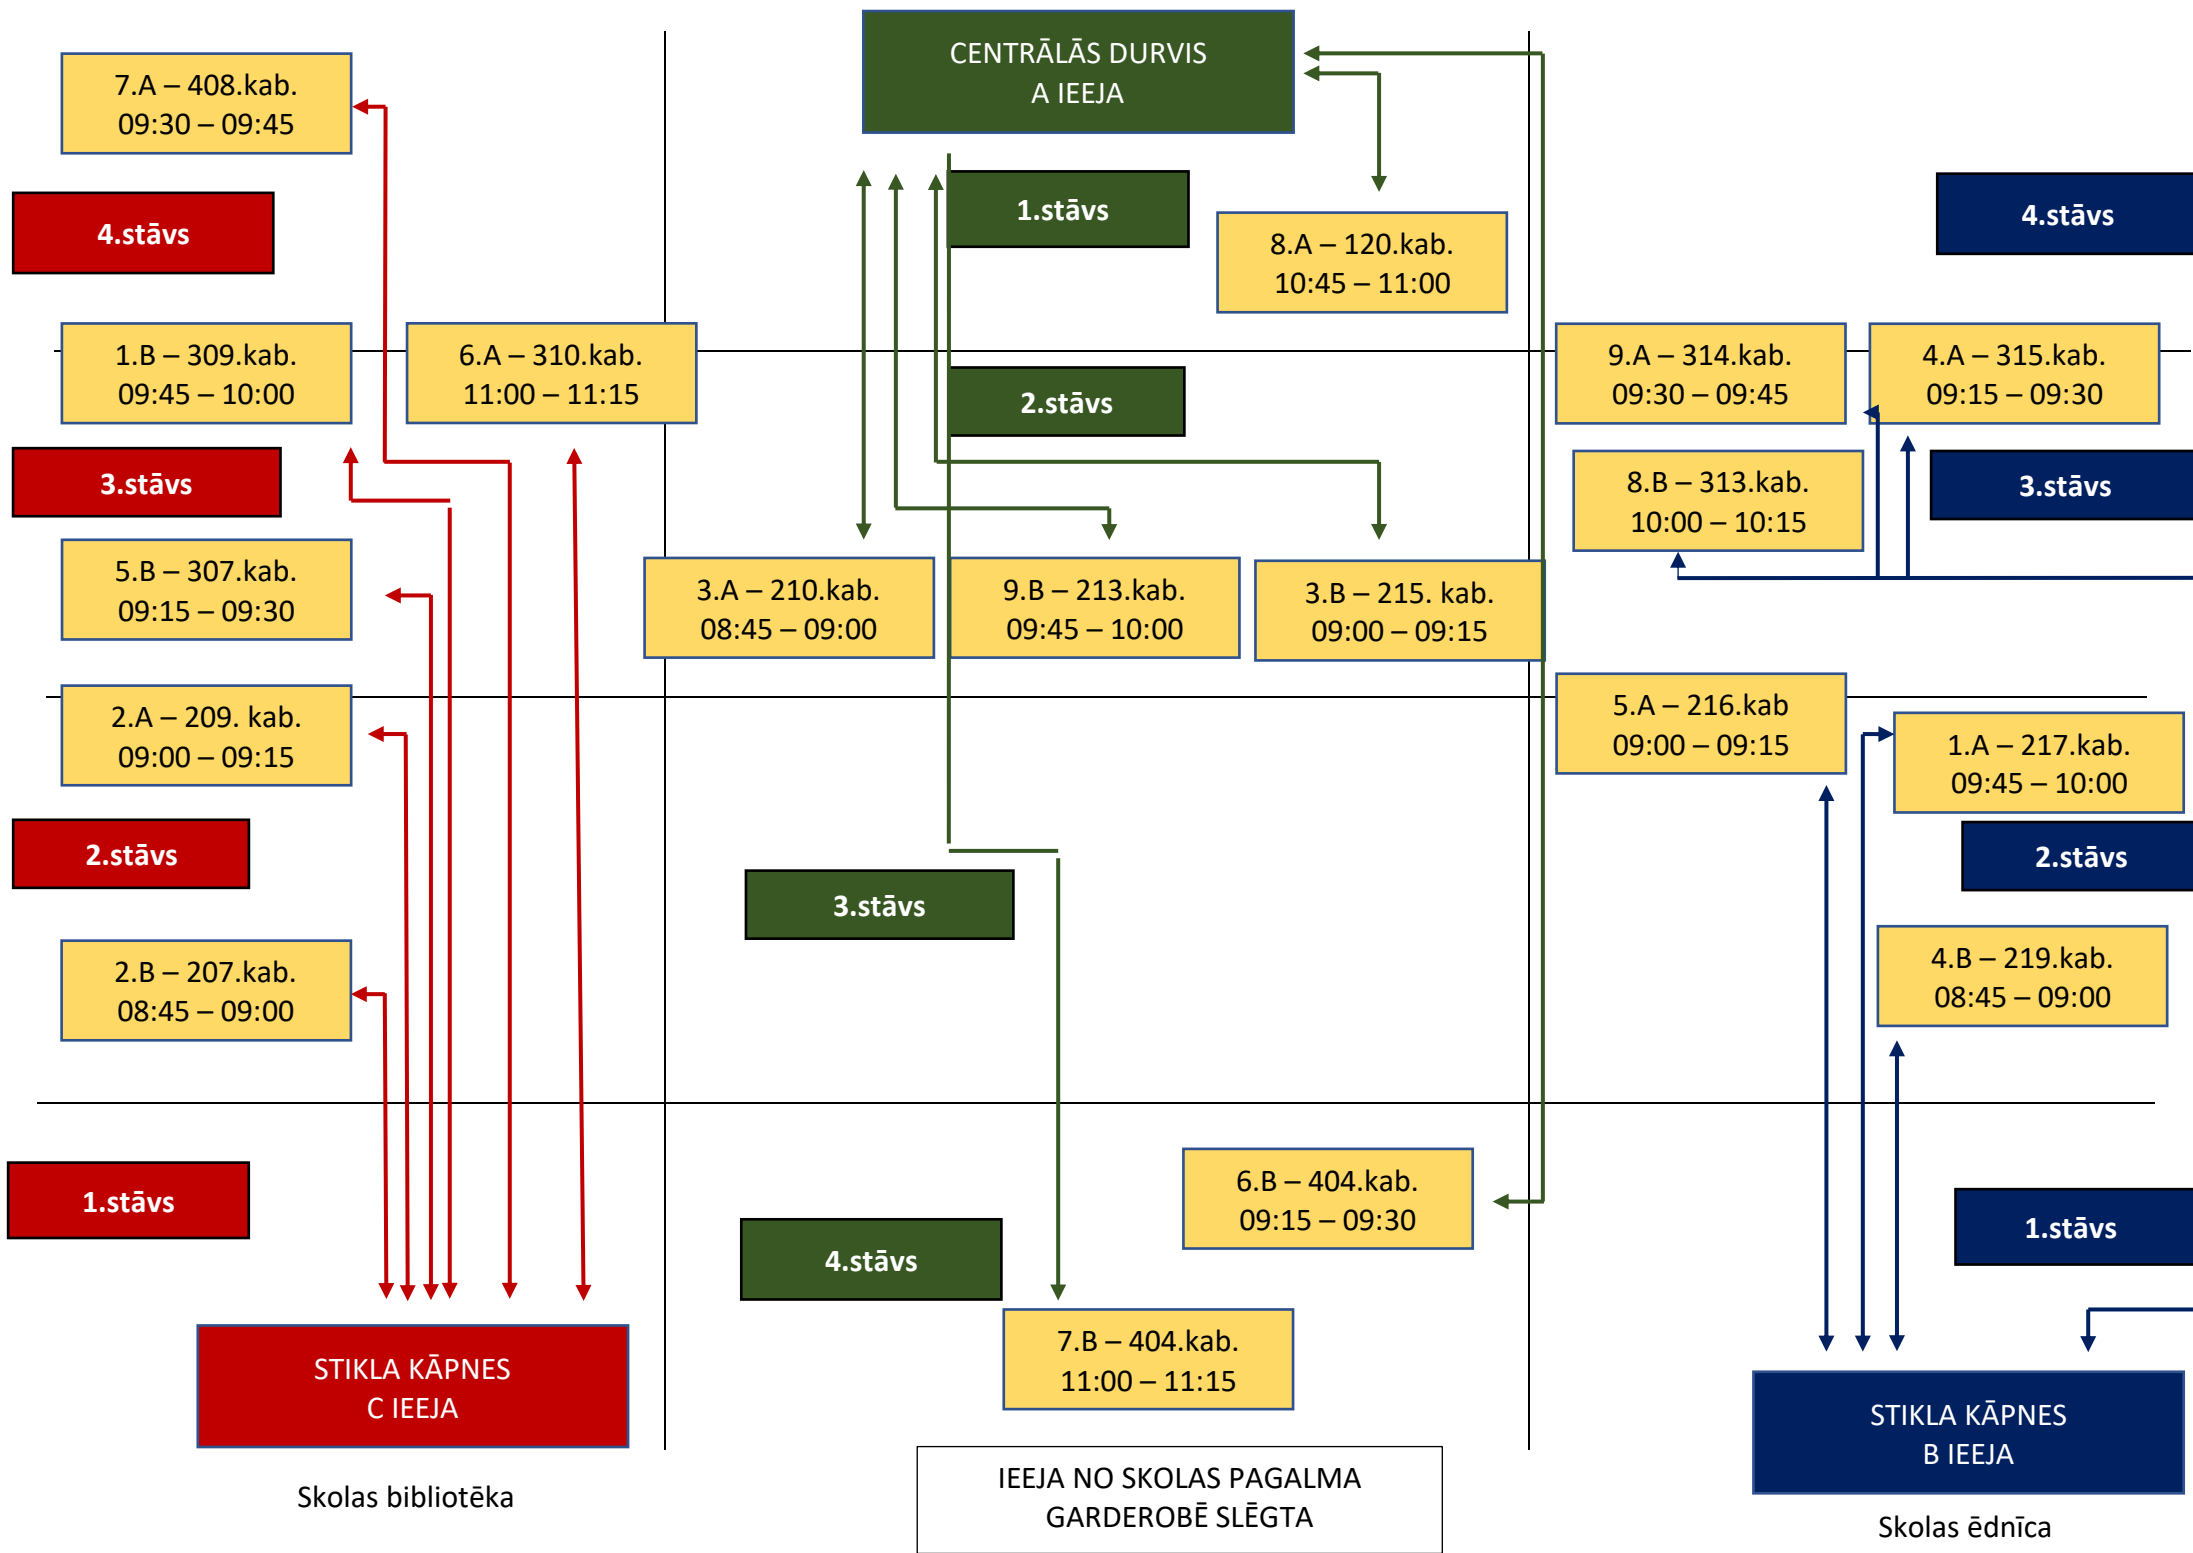 CENTRĀLĀS DURVIS
A IEEJA
7.A – 408.kab.
09:30 – 09:45
4.stāvs
1.stāvs
8.A – 120.kab.
10:45 – 11:00
4.stāvs
1.B – 309.kab.
09:45 – 10:00
6.A – 310.kab.
11:00 – 11:15
2.stāvs
9.A – 314.kab.
09:30 – 09:45
4.A – 315.kab.
09:15 – 09:30
3.stāvs
8.B – 313.kab.
10:00 – 10:15
3.stāvs
5.B – 307.kab.
09:15 – 09:30
3.A – 210.kab.
08:45 – 09:00
9.B – 213.kab.
09:45 – 10:00
3.B – 215. kab.
09:00 – 09:15
2.A – 209. kab.
09:00 – 09:15
5.A – 216.kab
09:00 – 09:15
1.A – 217.kab.
09:45 – 10:00
2.stāvs
3.stāvs
2.stāvs
2.B – 207.kab.
08:45 – 09:00
4.B – 219.kab.
08:45 – 09:00
1.stāvs
6.B – 404.kab.
09:15 – 09:30
1.stāvs
4.stāvs
7.B – 404.kab.
11:00 – 11:15
STIKLA KĀPNES
C IEEJA
STIKLA KĀPNES
B IEEJA
Skolas bibliotēka
IEEJA NO SKOLAS PAGALMA
GARDEROBĒ SLĒGTA
Skolas ēdnīca